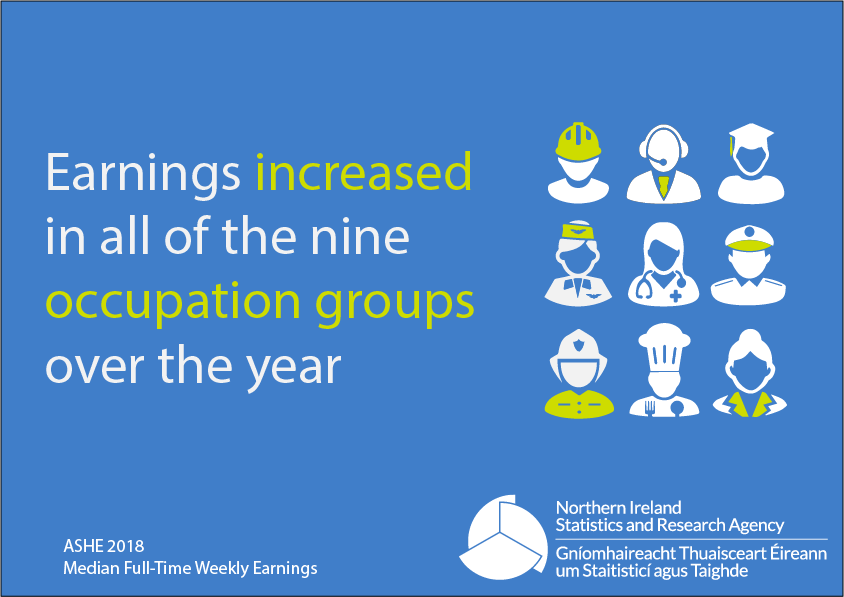 Earnings increased
in all of the nine
occupation groups
over the year
ASHE 2018
Median Full-Time Weekly Earnings
Northern Ireland
Statistics and Research Agency
Gníomhaireacht Thuaisceart Éireann
um Staitisticí agus Taighde